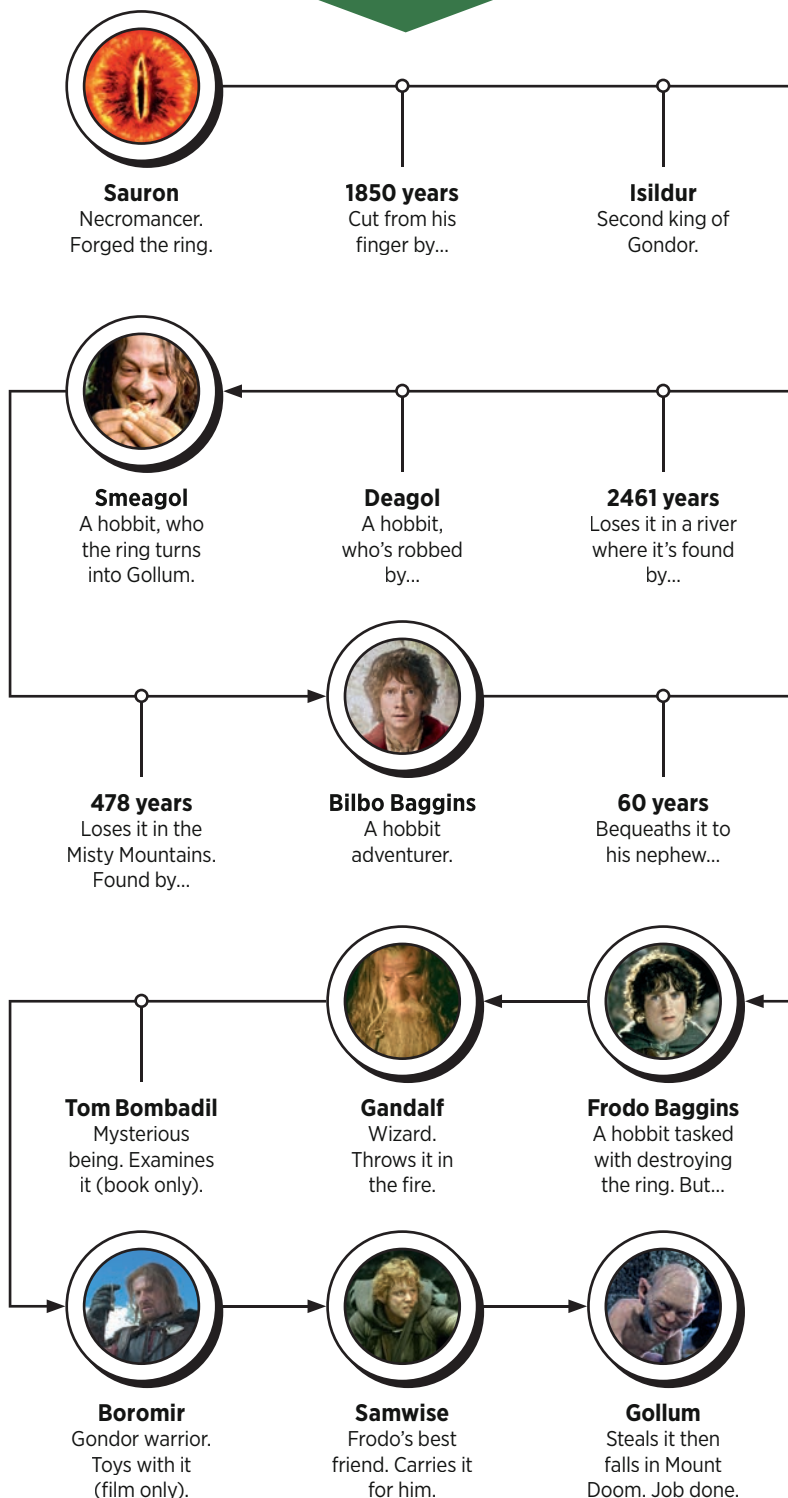 Sauron
Necromancer.
Forged the ring.
1850 years
Cut from his
finger by...
Isildur
Second king of
Gondor.
Smeagol
A hobbit, who
the ring turns
into Gollum.
Deagol
A hobbit,
who's robbed
by...
2461 years
Loses it in a river
where it's found
by...
478 years
Loses it in the
Misty Mountains.
Found by...
Bilbo Baggins
A hobbit
adventurer.
60 years
Bequeaths it to
his nephew...
Tom Bombadil
Mysterious
being. Examines
it (book only).
Gandalf
Wizard.
Throws it in
the fire.
Frodo Baggins
A hobbit tasked
with destroying
the ring. But...
Boromir
Gondor warrior.
Toys with it
(film only).
Samwise
Frodo's best
friend. Carries it
for him.
Gollum
Steals it then
falls in Mount
Doom. Job done.